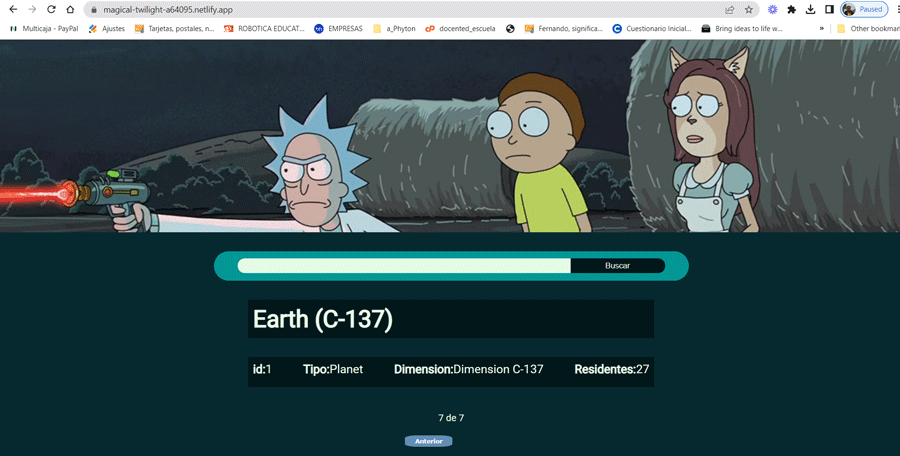 magical-twilight-a64095.netlify.app
Paused
Multicaja - PayPal Ajustes Tarjetas, postales, n... ROBOTICA EDUCAT... EMPRESAS a_Phyton docented_escuela Fernando, significa... Cuestionario Inicial... Bring ideas to life w... » Other bookmar
Buscar
Earth (C-137)
id:1 Tipo:Planet Dimension:Dimension C-137 Residentes:27
7 de 7
Anterior